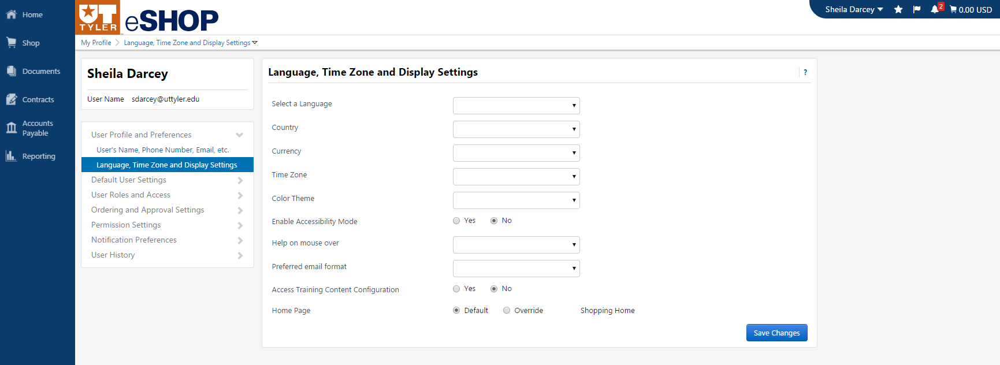 Home
Shop
Documents
Contracts
Accounts
Payable
Reporting
UT
TYLER
eSHOP
Sheila Darcey
2
0.00 USD
My Profile
Language, Time Zone and Display Settings
Sheila Darcey
User Name sdarcey@uttyler.edu
User Profile and Preferences
User's Name, Phone Number, Email, etc.
Language, Time Zone and Display Settings
Default User Settings
User Roles and Access
Ordering and Approval Settings
Permission Settings
Notification Preferences
User History
Language, Time Zone and Display Settings
?
Select a Language
Country
Currency
Time Zone
Color Theme
Enable Accessibility Mode Yes No
Help on mouse over
Preferred email format
Access Training Content Configuration Yes No
Home Page Default Override Shopping Home
Save Changes